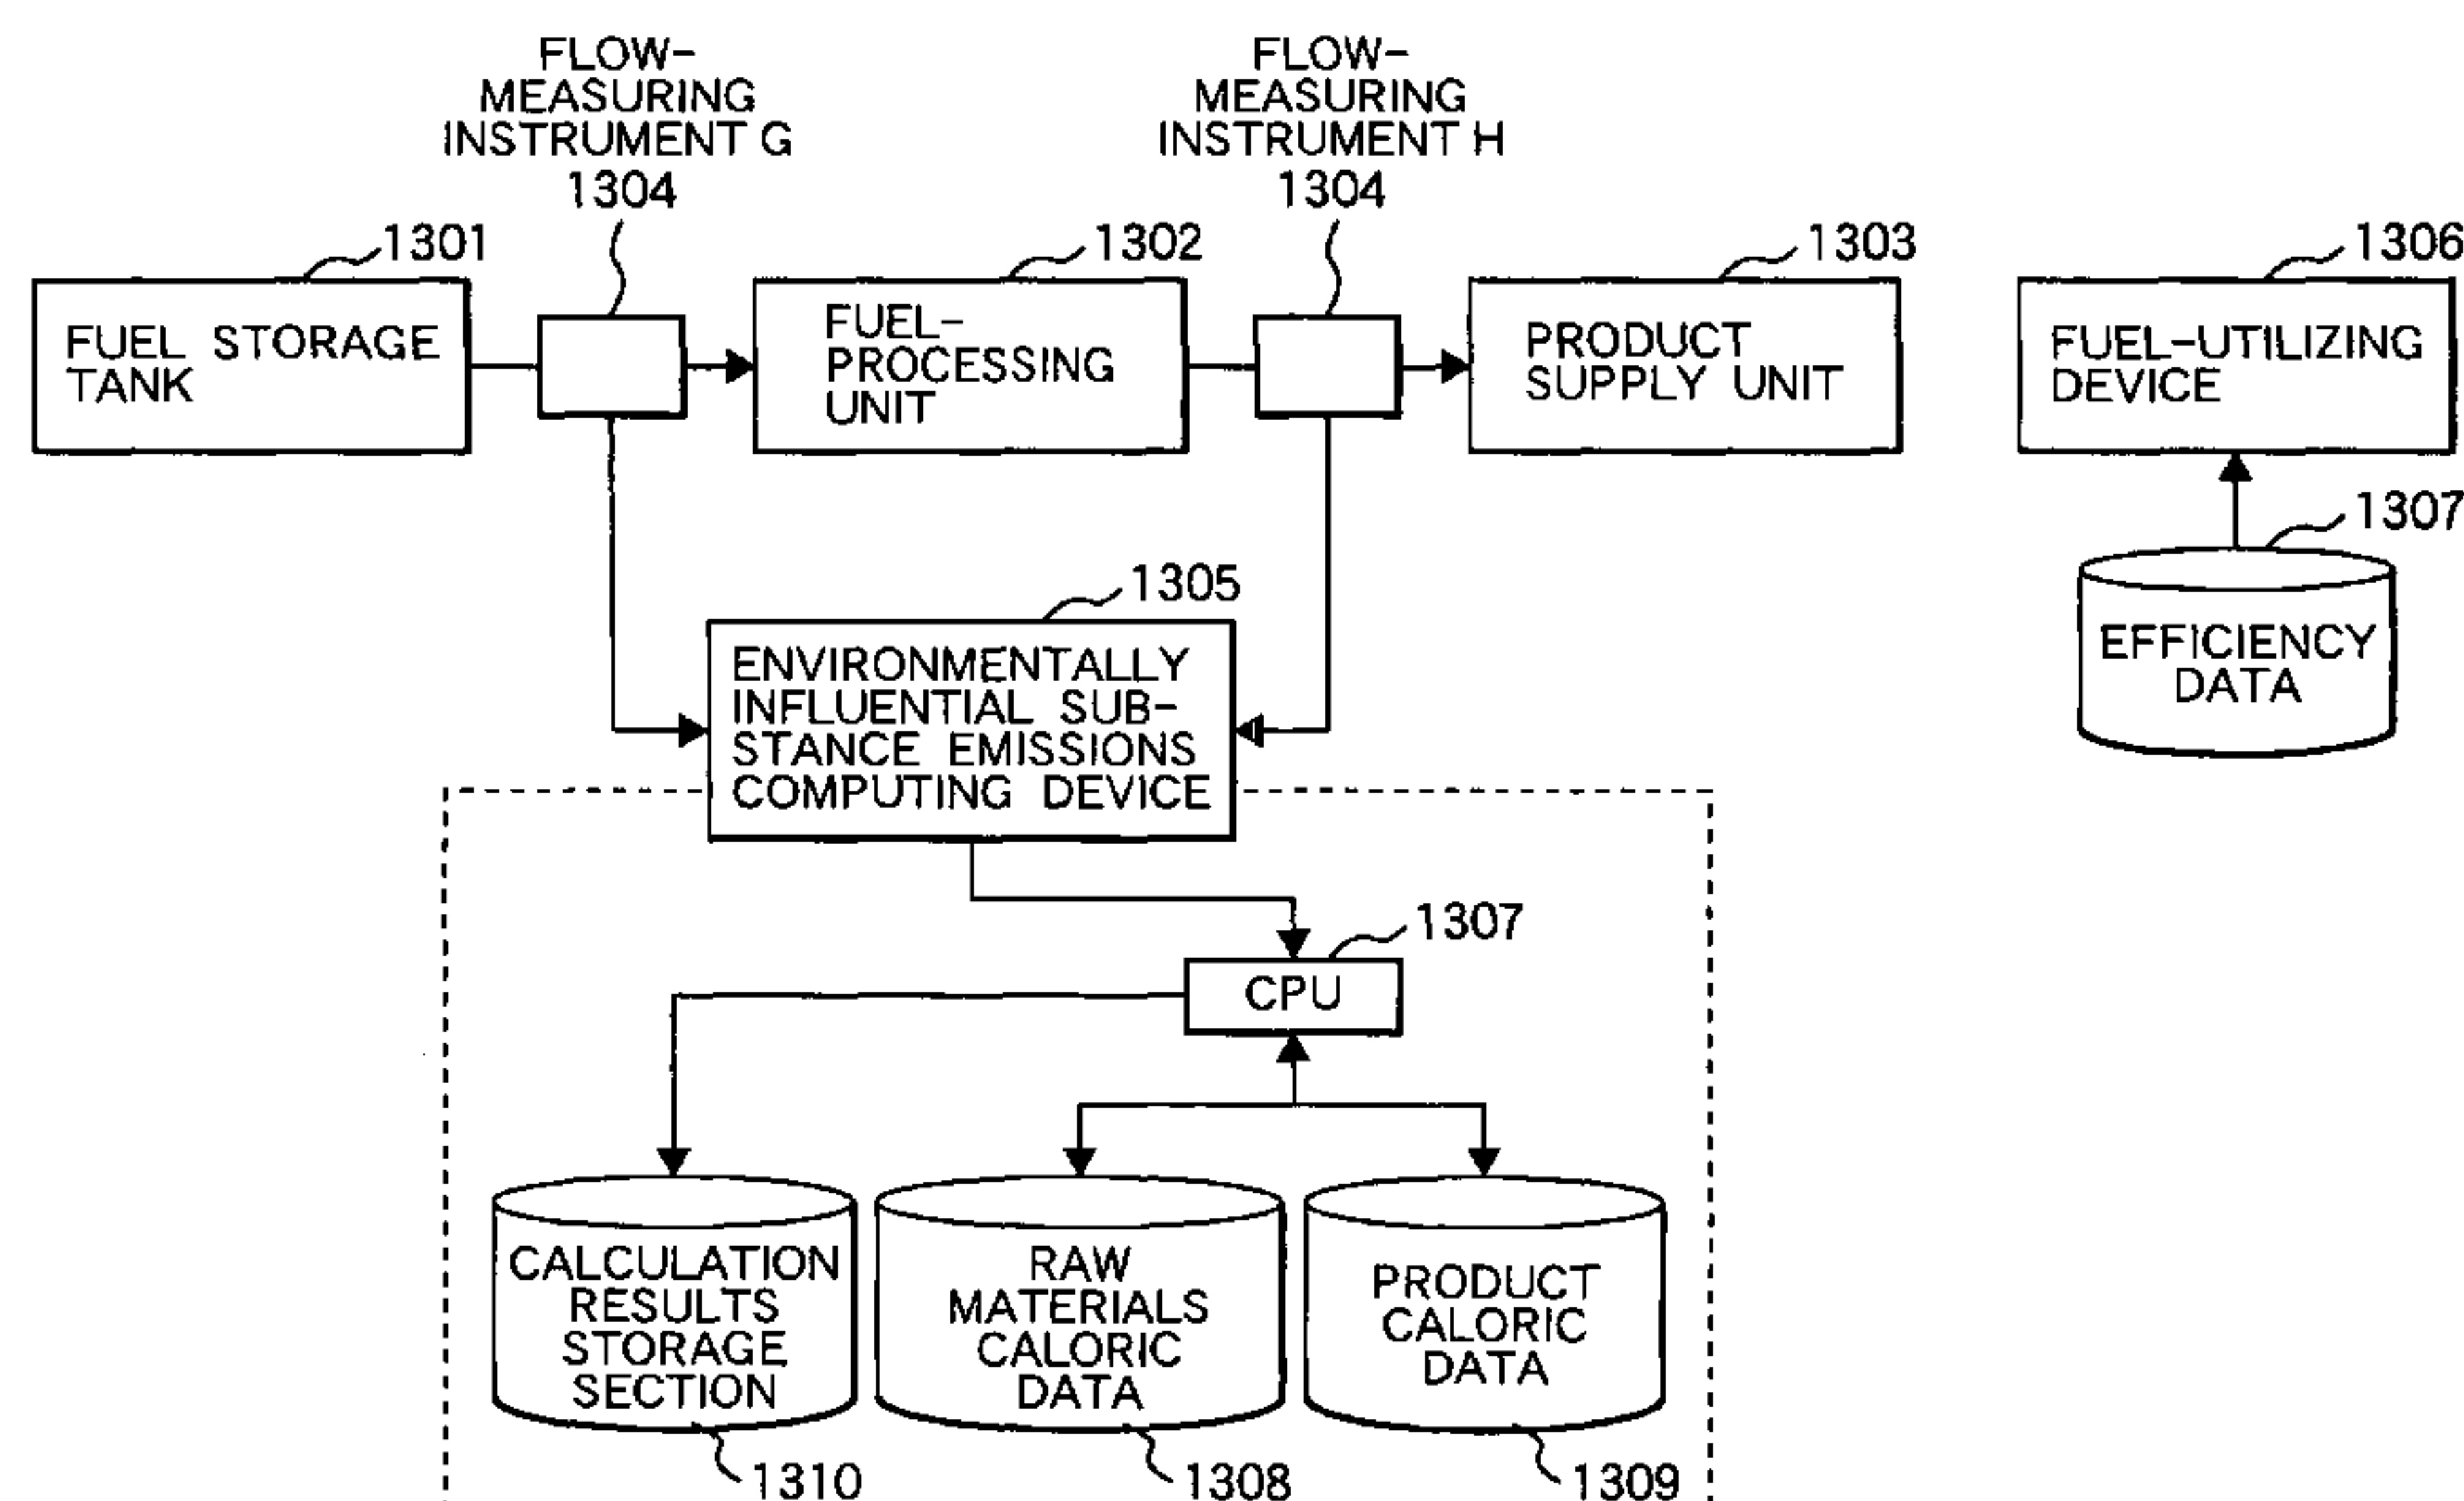 FLOW-
MEASURING
INSTRUMENT G
1304
FLOW-
MEASURING
INSTRUMENT H
1304
1301
FUEL STORAGE
TANK
1302
FUEL-
PROCESSING
UNIT
1303
PRODUCT
SUPPLY UNIT
1306
FUEL-UTILIZING
DEVICE
1307
EFFICIENCY
DATA
1305
ENVIRONMENTALLY
INFLUENTIAL SUB-
STANCE EMISSIONS
COMPUTING DEVICE
1307
CPU
CALCULATION
RESULTS
STORAGE
SECTION
1310
RAW
MATERIALS
CALORIC
DATA
1308
PRODUCT
CALORIC
DATA
1309